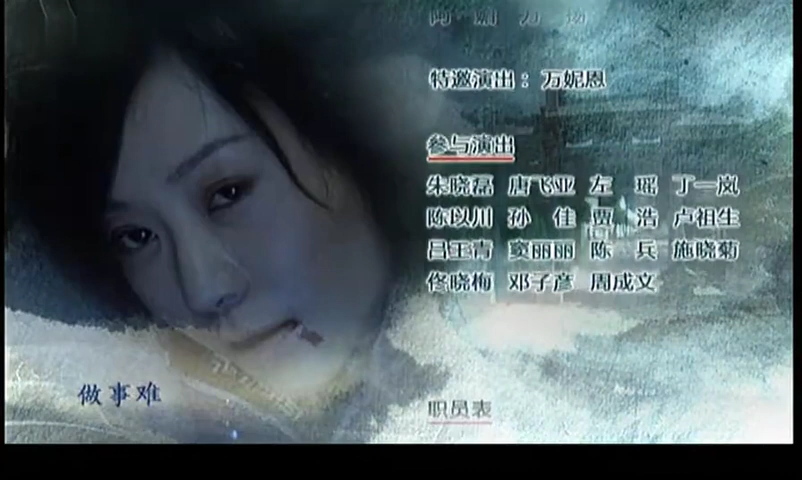 特邀演出：万妮恩
参与演出
朱晓磊 唐飞亚 左 瑶 丁一岚
陈以川 孙 佳 贾 浩 卢祖生
吕王青 窦丽丽 陈 兵 施晓菊
佟晓梅 邓子彦 周成文
做事难
职员表